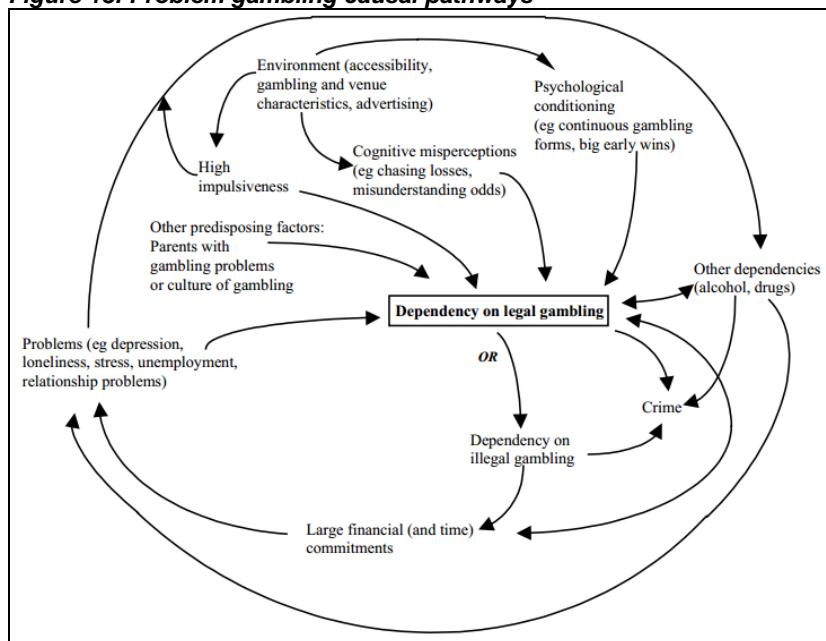 Figure 18: Problem gambling causal pathways
Environment (accessibility,
gambling and venue
characteristics, advertising)
Psychological
conditioning
(eg continuous gambling
forms, big early wins)
Cognitive misperceptions
(eg chasing losses,
misunderstanding odds)
High
impulsiveness
Other predisposing factors:
Parents with
gambling problems
or culture of gambling
Other dependencies
(alcohol, drugs)
Dependency on legal gambling
Problems (eg depression,
loneliness, stress, unemployment,
relationship problems)
OR
Crime
Dependency on
illegal gambling
Large financial (and time)
commitments